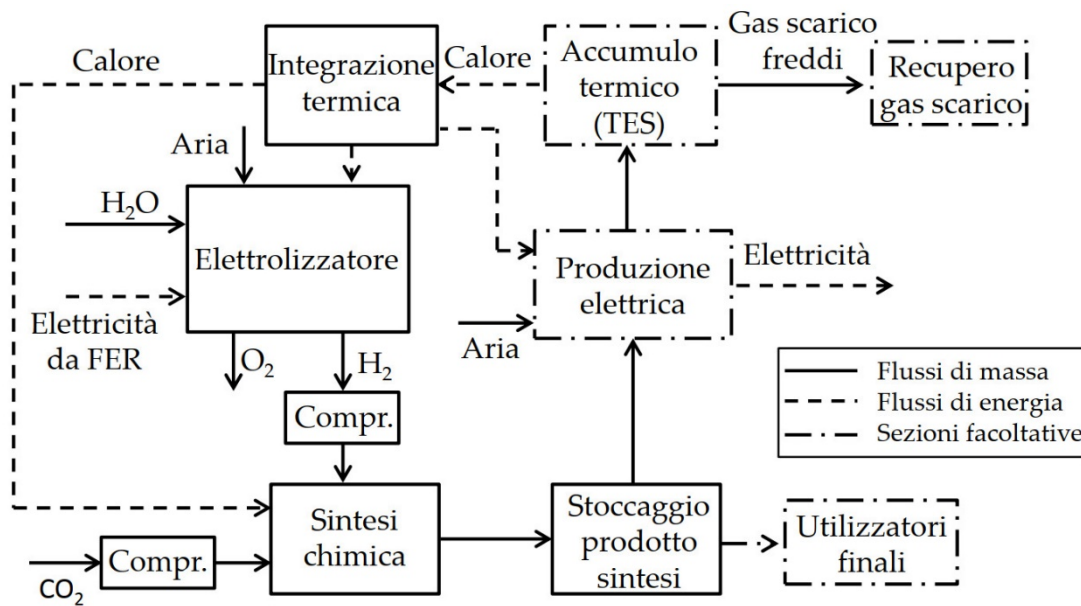 Calore
Integrazione
termica
Calore
Accumulo
termico
(TES)
Gas scarico
freddi
Recupero
gas scarico
Aria
H₂O
Elettrolizzatore
Elettricità
da FER
O₂
H₂
Produzione
elettrica
Elettricità
Aria
Flussi di massa
Flussi di energia
Sezioni facoltative
Compr.
Sintesi
chimica
Stoccaggio
prodotto
sintesi
Utilizzatori
finali
CO₂
Compr.